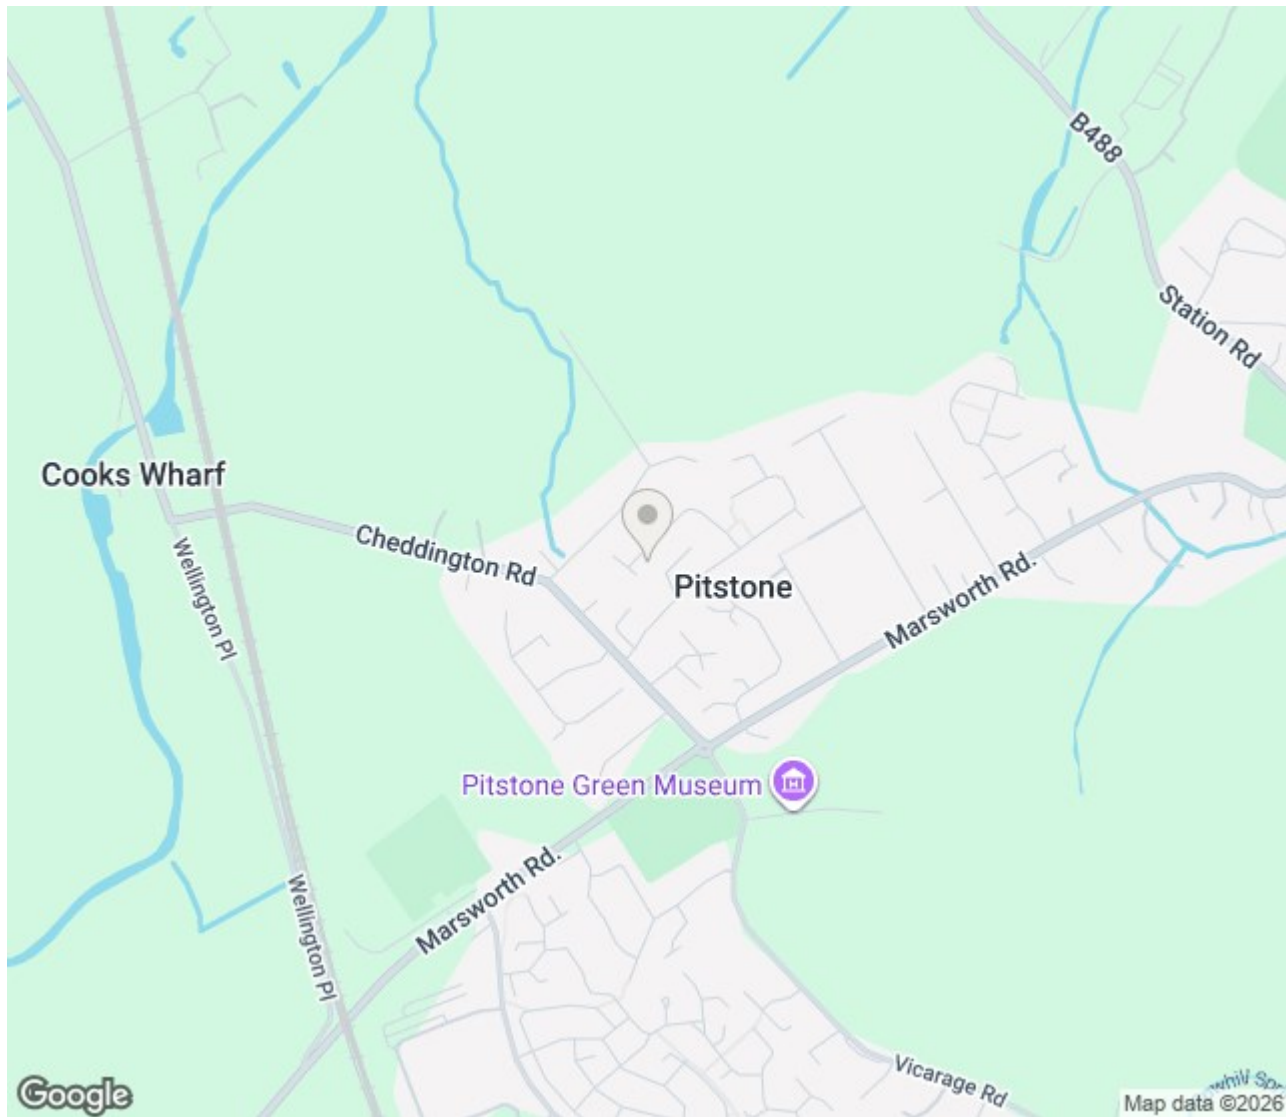 B488
Station Rd
Cooks Wharf
Cheddington Rd
Wellington Pl
Pitstone
Marsworth Rd.
Pitstone Green Museum
Marsworth Rd.
Wellington Pl
Vicarage Rd
Google
Map data ©2026